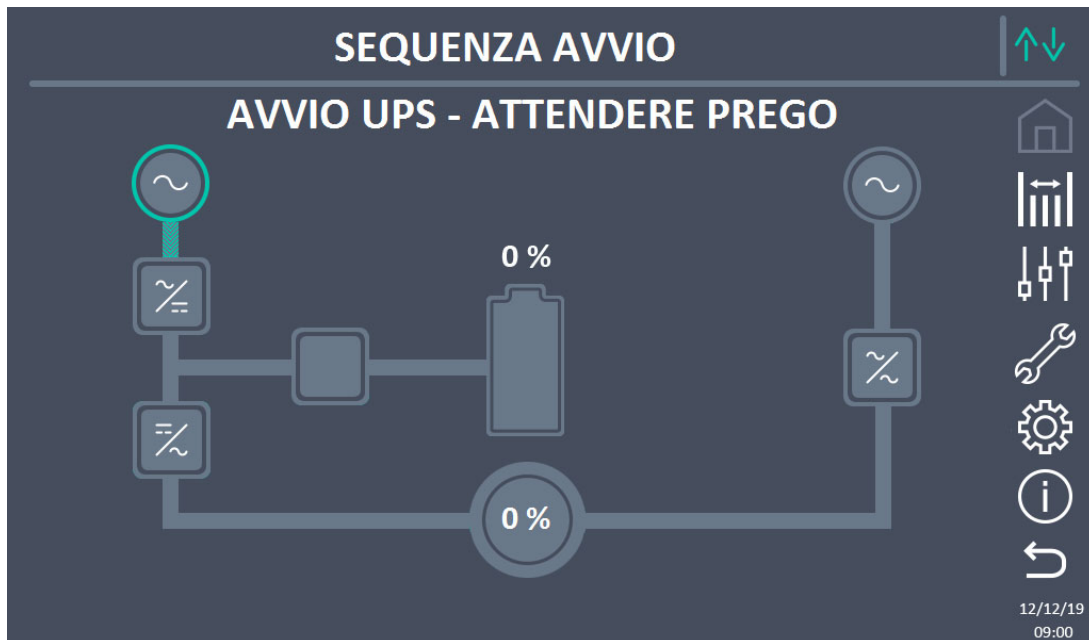 SEQUENZA AVVIO
AVVIO UPS - ATTENDERE PREGO
0 %
0 %
12/12/19
09:00